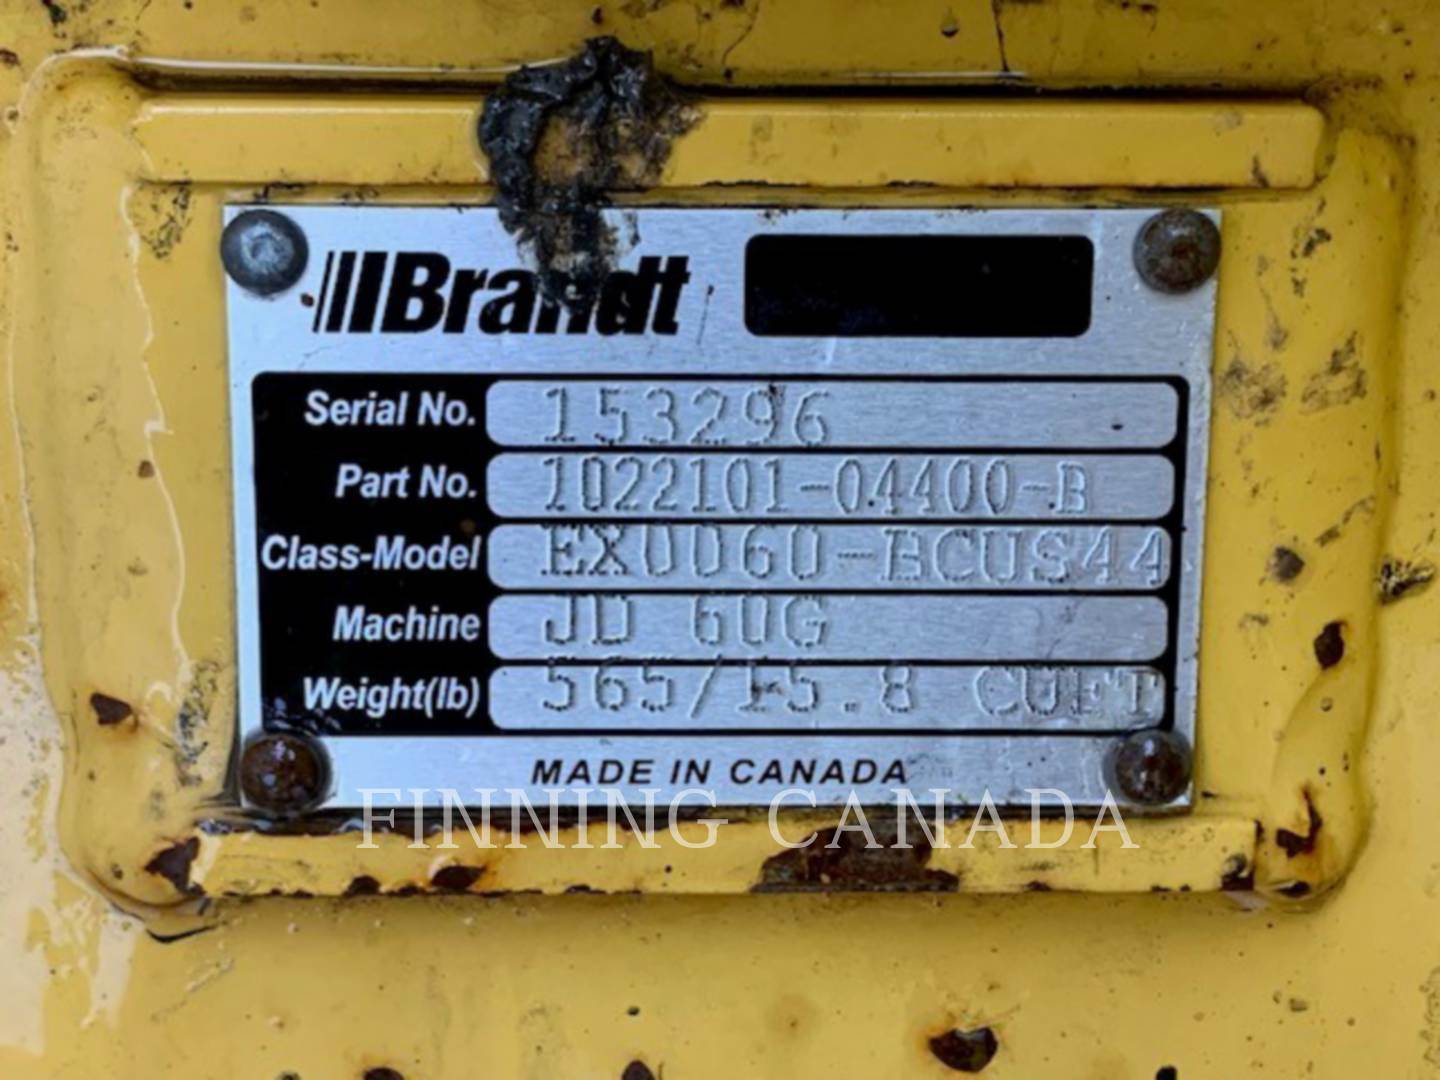 Brandt
Serial No. 153296
Part No. 1022101-04400-B
Class-Model EX0060-BCUS44
Machine JD 60G
Weight(lb) 565/15.8 CUFT
MADE IN CANADA
FINNING CANADA